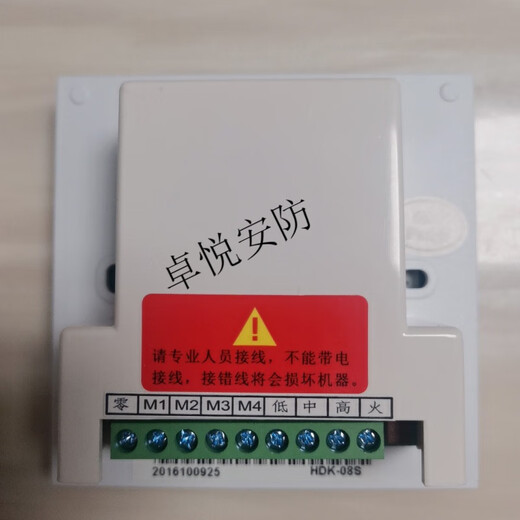 卓悦安防
请专业人员接线，不能带电
接线，接错线将会损坏机器。
零 M1 M2 M3 M4 低 中 高 火
2016100925 HDK-08S